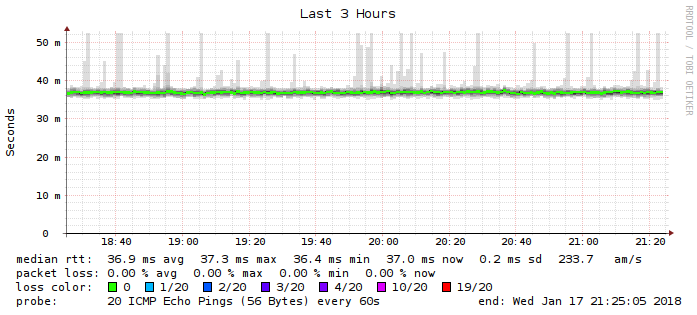 Last 3 Hours
RRDTOOL / TOBI OETIKER
Seconds
50 m
40 m
30 m
20 m
10 m
0
18:40 19:00 19:20 19:40 20:00 20:20 20:40 21:00 21:20
median rtt: 36.9 ms avg 37.3 ms max 36.4 ms min 37.0 ms now 0.2 ms sd 233.7 am/s
packet loss: 0.00 % avg 0.00 % max 0.00 % min 0.00 % now
loss color: 0 1/20 2/20 3/20 4/20 10/20 19/20
probe: 20 ICMP Echo Pings (56 Bytes) every 60s end: Wed Jan 17 21:25:05 2018